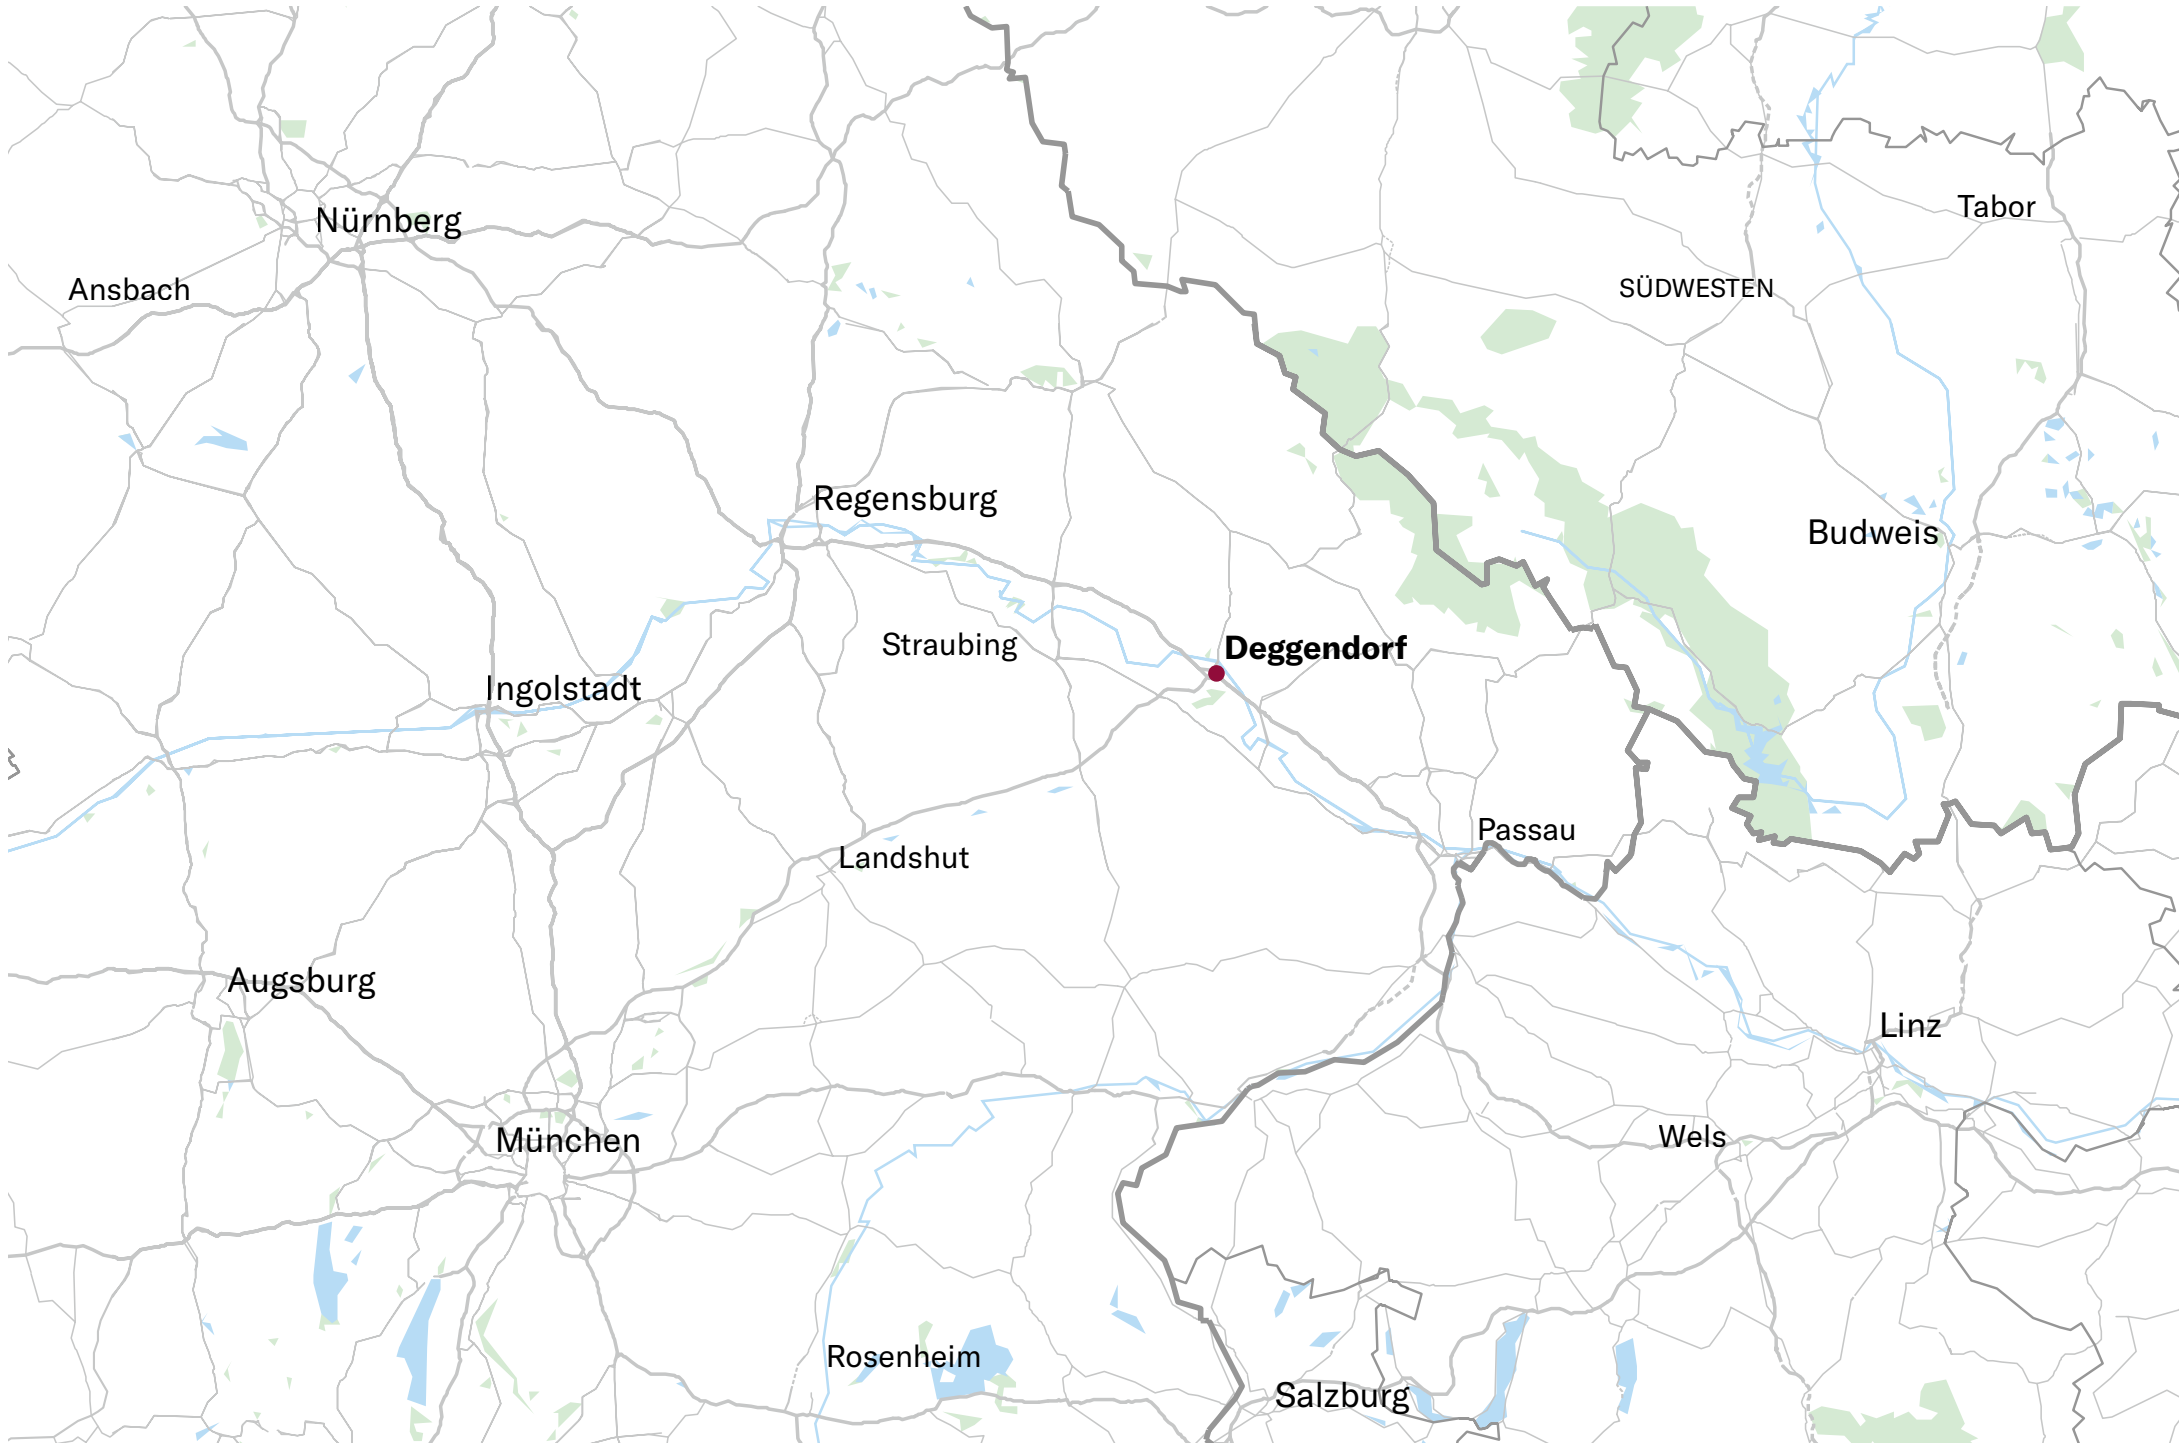 Tabor
Nürnberg
Ansbach
SÜDWESTEN
Regensburg
Budweis
Straubing
Deggendorf
Ingolstadt
Passau
Landshut
Augsburg
Linz
München
Wels
Rosenheim
Salzburg